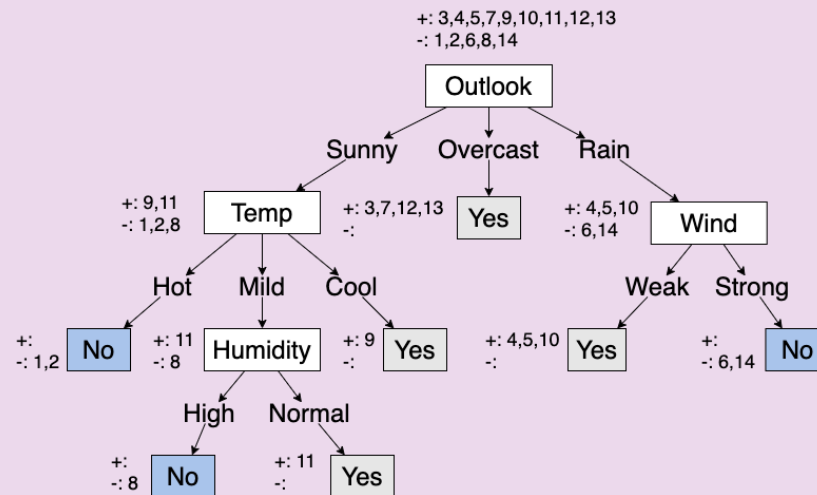 +: 3,4,5,7,9,10,11,12,13
-: 1,2,6,8,14
Outlook
Sunny
Overcast
Rain
+: 9,11
-: 1,2,8
Temp
+: 3,7,12,13
-:
Yes
+: 4,5,10
-: 6,14
Wind
Hot
Mild
Cool
Weak
Strong
+:
-: 1,2
No
+: 11
-: 8
Humidity
+: 9
-:
Yes
+: 4,5,10
-:
Yes
+:
-: 6,14
No
High
Normal
+:
-: 8
No
+: 11
-:
Yes